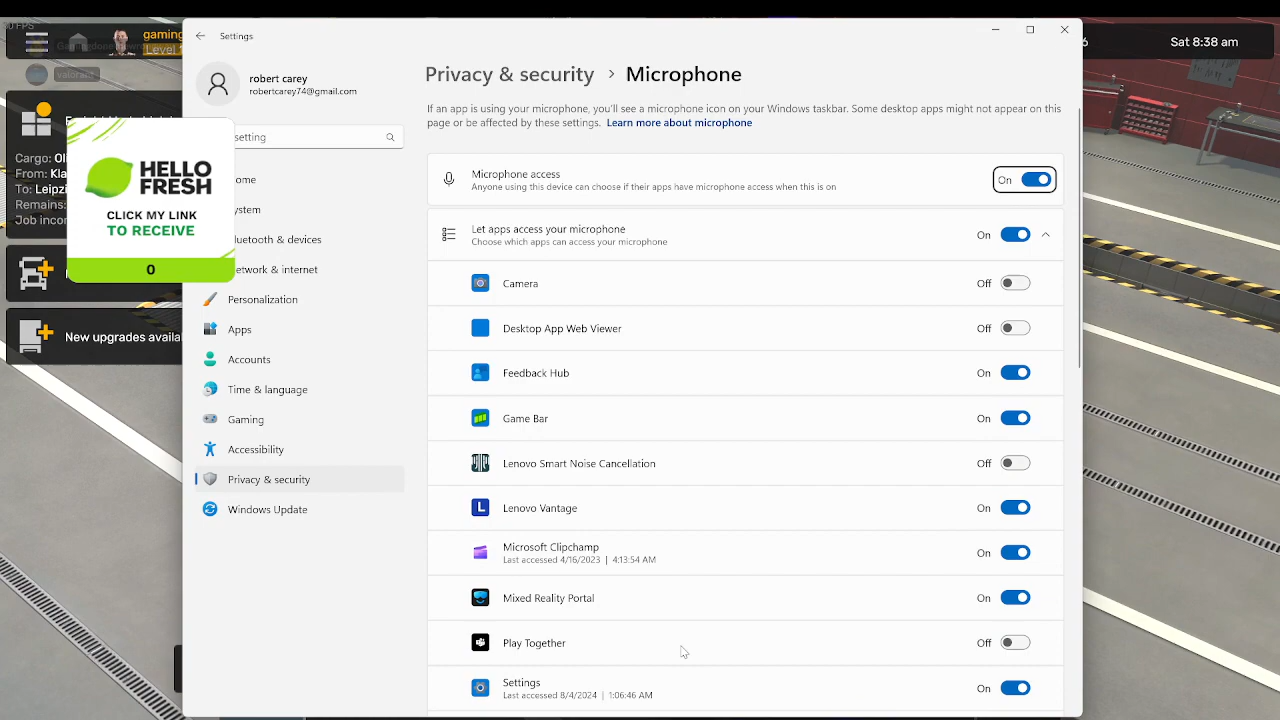 Settings
gaming
Level
valorant
Cargo:
From: Kla
To: Leipzi
Remains:
Job incom
New upgrades availa
HELLO
FRESH
CLICK MY LINK
TO RECEIVE
0
robert carey
robertcarey74@gmail.com
setting
ome
ystem
luetooth & devices
etwork & internet
Personalization
Apps
Accounts
Time & language
Gaming
Accessibility
Privacy & security
Windows Update
Privacy & security > Microphone
If an app is using your microphone, you'll see a microphone icon on your Windows taskbar. Some desktop apps might not appear on this
page or be affected by these settings. Learn more about microphone
Microphone access
Anyone using this device can choose if their apps have microphone access when this is on
On
Let apps access your microphone
Choose which apps can access your microphone
On
Camera
Off
Desktop App Web Viewer
Off
Feedback Hub
On
Game Bar
On
Lenovo Smart Noise Cancellation
Off
Lenovo Vantage
On
Microsoft Clipchamp
Last accessed 4/16/2023 | 4:13:54 AM
On
Mixed Reality Portal
On
Play Together
Off
Settings
Last accessed 8/4/2024 | 1:06:46 AM
On
6
Sat 8:38 am